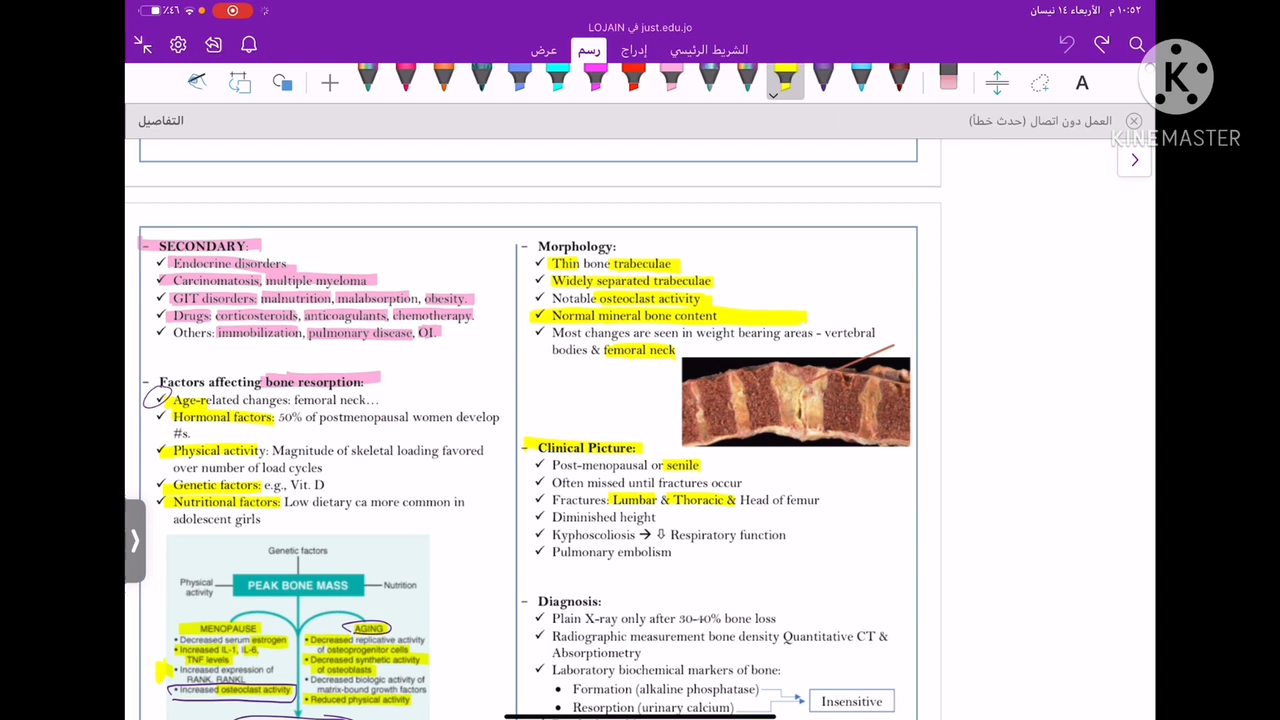 ١٠:٥٢ م الأربعاء ١٤ نيسان
٤٦٪
LOJAIN في just.edu.jo
الشريط الرئيسي
إدراج
رسم
عرض
A
العمل دون اتصال (حدث خطأ)
التفاصيل
K
KINEMASTER
- SECONDARY:
✓ Endocrine disorders
✓ Carcinomatosis, multiple myeloma
✓ GIT disorders: malnutrition, malabsorption, obesity.
✓ Drugs: corticosteroids, anticoagulants, chemotherapy.
✓ Others: immobilization, pulmonary disease, OI.
- Factors affecting bone resorption:
✓ Age-related changes: femoral neck…
✓ Hormonal factors: 50% of postmenopausal women develop
#s.
✓ Physical activity: Magnitude of skeletal loading favored
over number of load cycles
✓ Genetic factors: e.g., Vit. D
✓ Nutritional factors: Low dietary ca more common in
adolescent girls
Genetic factors
Physical
activity
PEAK BONE MASS
Nutrition
MENOPAUSE
• Decreased serum estrogen
• Increased IL-1, IL-6,
TNF levels
• Increased expression of
RANK, RANKL
• Increased osteoclast activity
AGING
• Decreased replicative activity
of osteoprogenitor cells
• Decreased synthetic activity
of osteoblasts
• Decreased biologic activity of
matrix-bound growth factors
• Reduced physical activity
- Morphology:
✓ Thin bone trabeculae
✓ Widely separated trabeculae
✓ Notable osteoclast activity
✓ Normal mineral bone content
✓ Most changes are seen in weight bearing areas - vertebral
bodies & femoral neck
- Clinical Picture:
✓ Post-menopausal or senile
✓ Often missed until fractures occur
✓ Fractures: Lumbar & Thoracic & Head of femur
✓ Diminished height
✓ Kyphoscoliosis → ⇩ Respiratory function
✓ Pulmonary embolism
- Diagnosis:
✓ Plain X-ray only after 30-40% bone loss
✓ Radiographic measurement bone density Quantitative CT &
Absorptiometry
✓ Laboratory biochemical markers of bone:
• Formation (alkaline phosphatase)
• Resorption (urinary calcium)
Insensitive